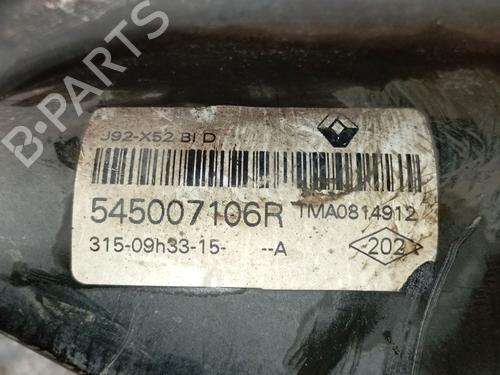 B-PARTS
J92-X52 BI D
545007106R TMA0814912
315-09h33-15- --A 202